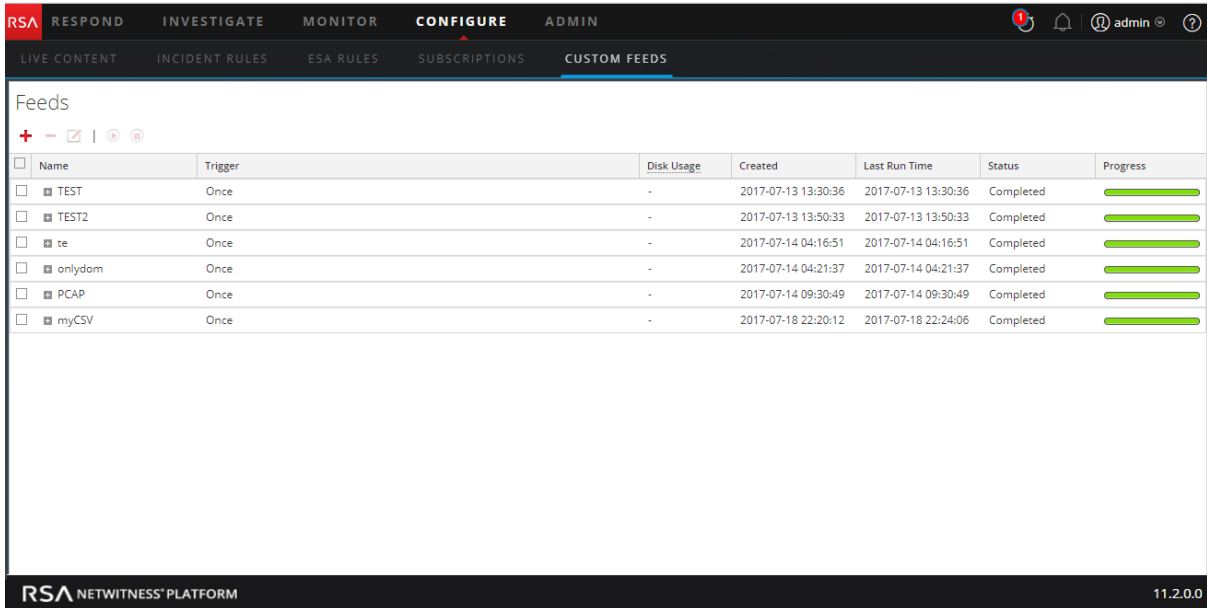 RSA RESPOND INVESTIGATE MONITOR CONFIGURE ADMIN 1 admin ?
LIVE CONTENT INCIDENT RULES ESA RULES SUBSCRIPTIONS CUSTOM FEEDS
Feeds
Name Trigger Disk Usage Created Last Run Time Status Progress
TEST Once - 2017-07-13 13:30:36 2017-07-13 13:30:36 Completed
TEST2 Once - 2017-07-13 13:50:33 2017-07-13 13:50:33 Completed
te Once - 2017-07-14 04:16:51 2017-07-14 04:16:51 Completed
onlydom Once - 2017-07-14 04:21:37 2017-07-14 04:21:37 Completed
PCAP Once - 2017-07-14 09:30:49 2017-07-14 09:30:49 Completed
myCSV Once - 2017-07-18 22:20:12 2017-07-18 22:24:06 Completed
RSA NETWITNESS® PLATFORM 11.2.0.0